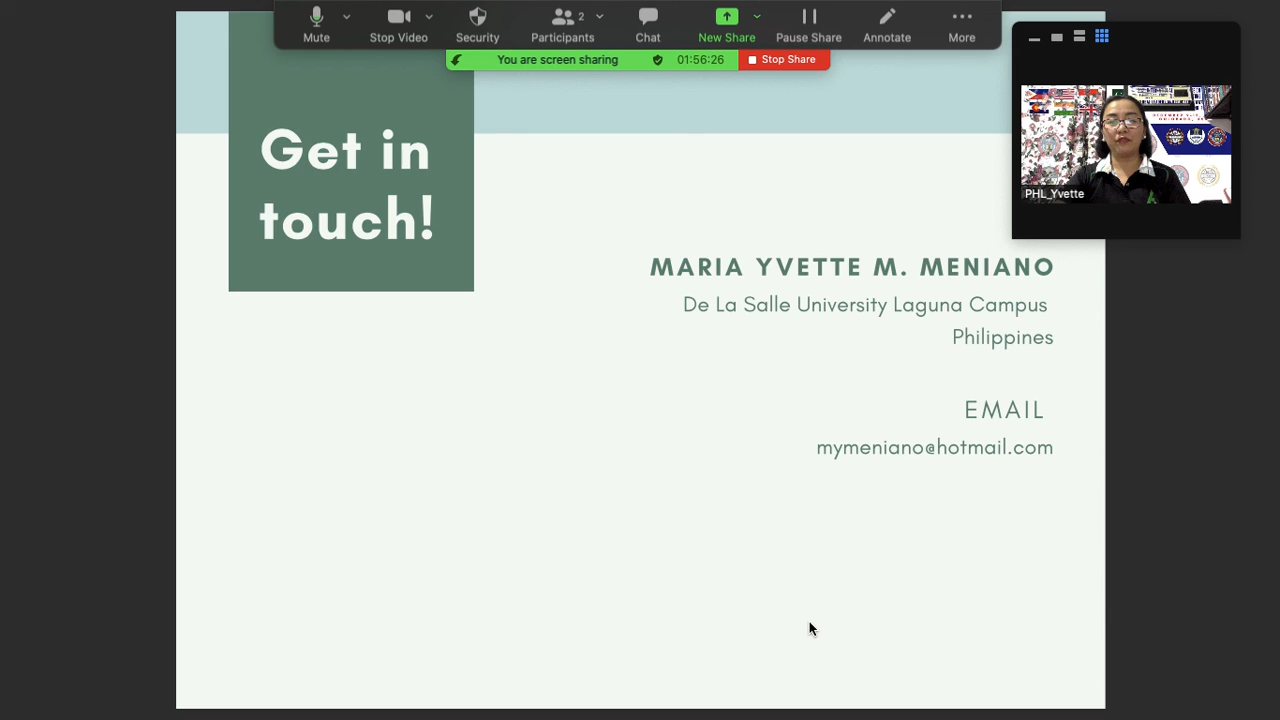 Mute
Stop Video
Security
2
Participants
Chat
New Share
Pause Share
Annotate
More
You are screen sharing
01:56:26
Stop Share
PHL_Yvette
Get in
touch!
MARIA YVETTE M. MENIANO
De La Salle University Laguna Campus
Philippines
EMAIL
mymeniano@hotmail.com